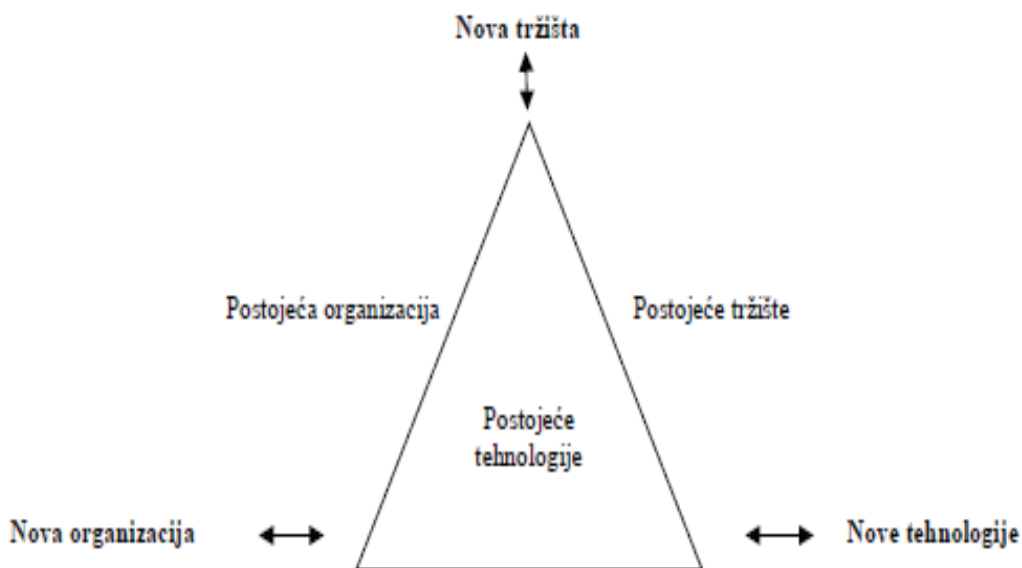 Nova tržišta
Postojeća organizacija
Postojeće tržište
Postojeće
tehnologije
Nova organizacija
Nove tehnologije